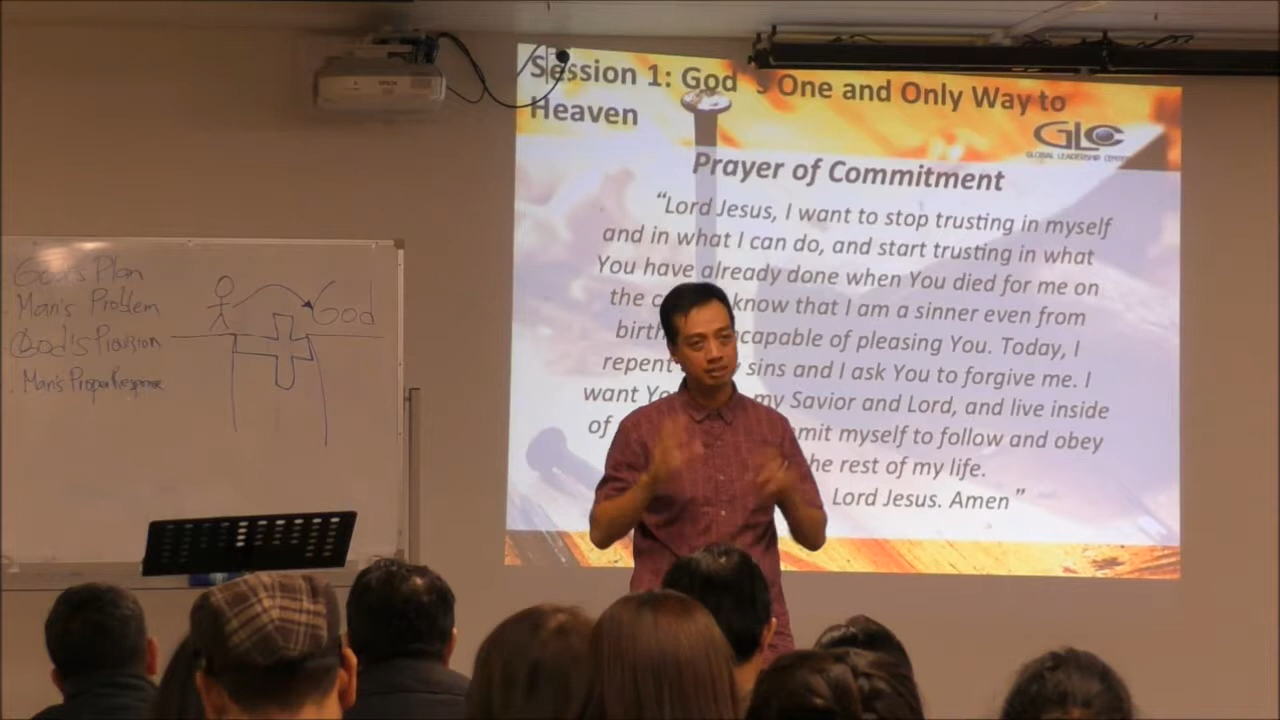 God's Plan
Man's Problem
God's Provision
Man's Proper Response
God
EPSON
Session 1: God s One and Only Way to
Heaven
GLC
GLOBAL LEADERSHIP CENTER
Prayer of Commitment
“Lord Jesus, I want to stop trusting in myself
and in what I can do, and start trusting in what
You have already done when You died for me on
the know that I am a sinner even from
birth capable of pleasing You. Today, I
repent sins and I ask You to forgive me. I
want my Savior and Lord, and live inside
of mit myself to follow and obey
the rest of my life.
Lord Jesus. Amen”